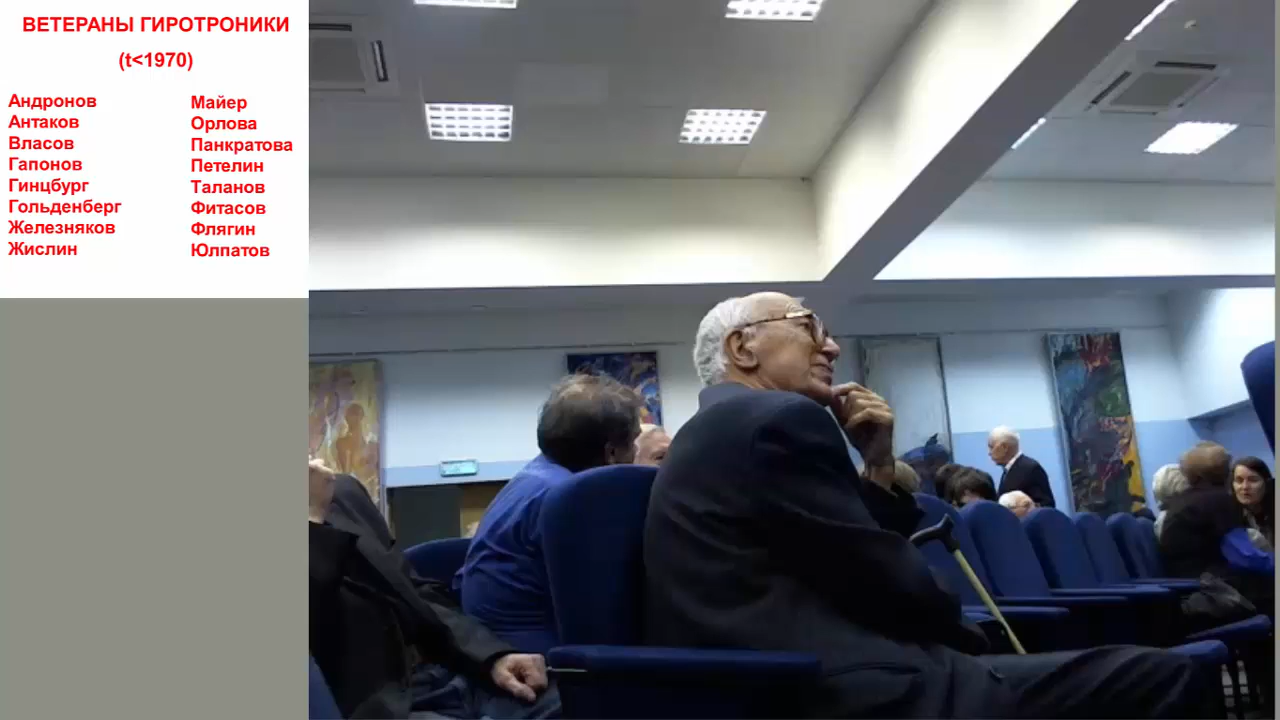 ВЕТЕРАНЫ ГИРОТРОНИКИ
(t<1970)
Андронов
Антаков
Власов
Гапонов
Гинцбург
Гольденберг
Железняков
Жислин
Майер
Орлова
Панкратова
Петелин
Таланов
Фитасов
Флягин
Юлпатов